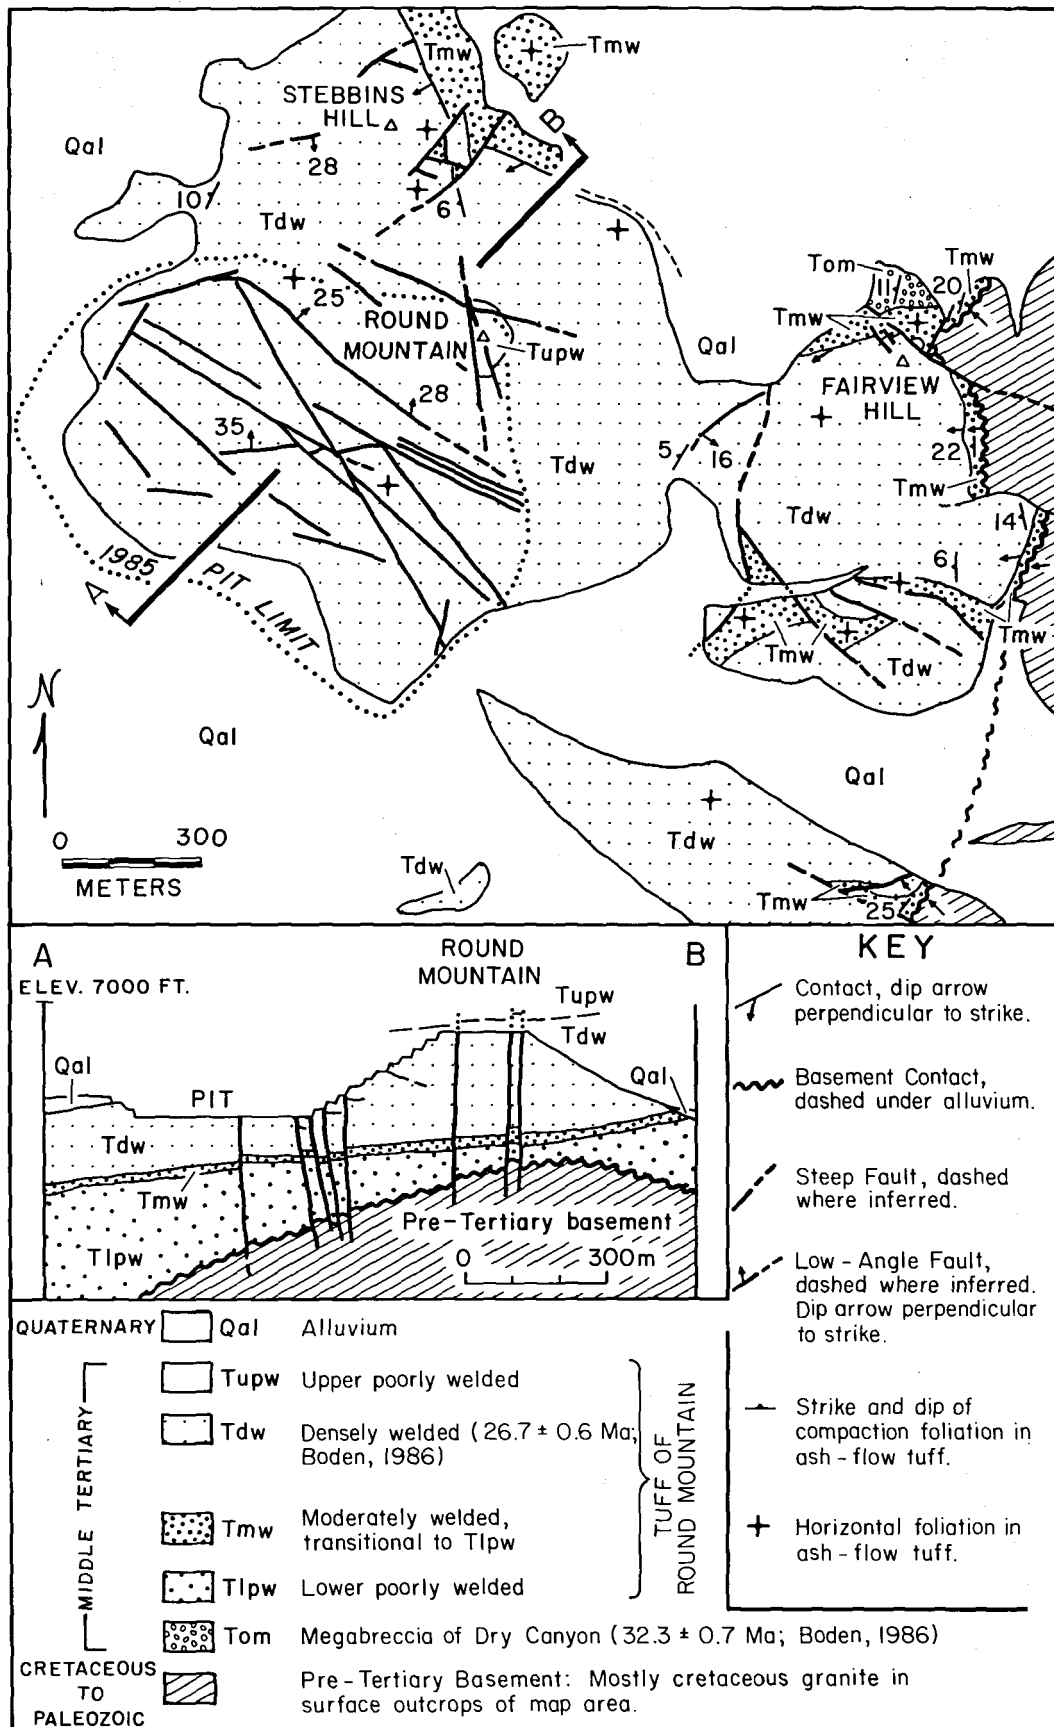 Tmw
Tmw
STEBBINS
HILL
B
Qal
28
10
6
Tdw
Tom
Tmw
11
20
25
ROUND
MOUNTAIN
Tupw
Qal
Tmw
FAIRVIEW
HILL
28
35
5
16
22
Tdw
Tmw
Tdw
14
6
1985 PIT LIMIT
A
Tmw
Tmw
Tdw
N
Qal
Qal
0 300
METERS
Tdw
Tdw
Tmw
25
A
ROUND
MOUNTAIN
B
ELEV. 7000 FT.
Tupw
Tdw
Qal
PIT
Qal
Tdw
Tmw
Tlpw
Pre-Tertiary basement
0 300m
KEY
Contact, dip arrow
perpendicular to strike.
Basement Contact,
dashed under alluvium.
Steep Fault, dashed
where inferred.
Low-Angle Fault,
dashed where inferred.
Dip arrow perpendicular
to strike.
Strike and dip of
compaction foliation in
ash-flow tuff.
Horizontal foliation in
ash-flow tuff.
QUATERNARY
Qal Alluvium
MIDDLE TERTIARY
Tupw Upper poorly welded
Tdw Densely welded (26.7 ± 0.6 Ma;
Boden, 1986)
Tmw Moderately welded,
transitional to Tlpw
Tlpw Lower poorly welded
TUFF OF
ROUND MOUNTAIN
Tom Megabreccia of Dry Canyon (32.3 ± 0.7 Ma; Boden, 1986)
CRETACEOUS
TO
PALEOZOIC
Pre-Tertiary Basement: Mostly cretaceous granite in
surface outcrops of map area.